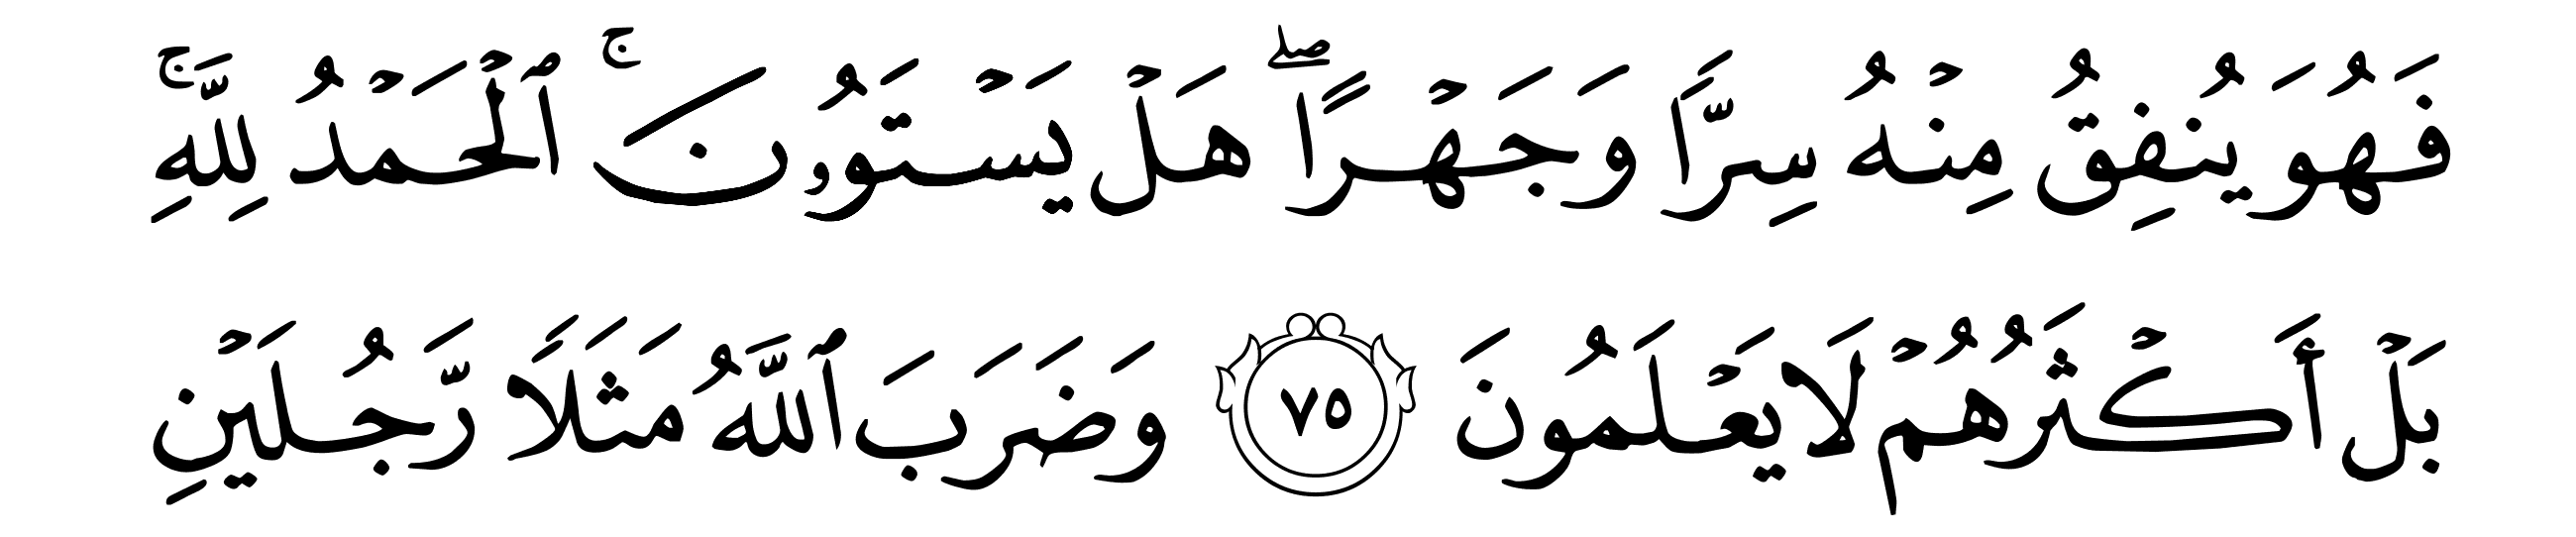 فَهُوَ يُنفِقُ مِنْهُ سِرًّا وَجَهْرًا ۖ هَلْ يَسْتَوُۥنَ ۚ ٱلْحَمْدُ لِلَّهِ ۚ
بَلْ أَكْثَرُهُمْ لَا يَعْلَمُونَ ٧٥ وَضَرَبَ ٱللَّهُ مَثَلًا رَّجُلَيْنِ